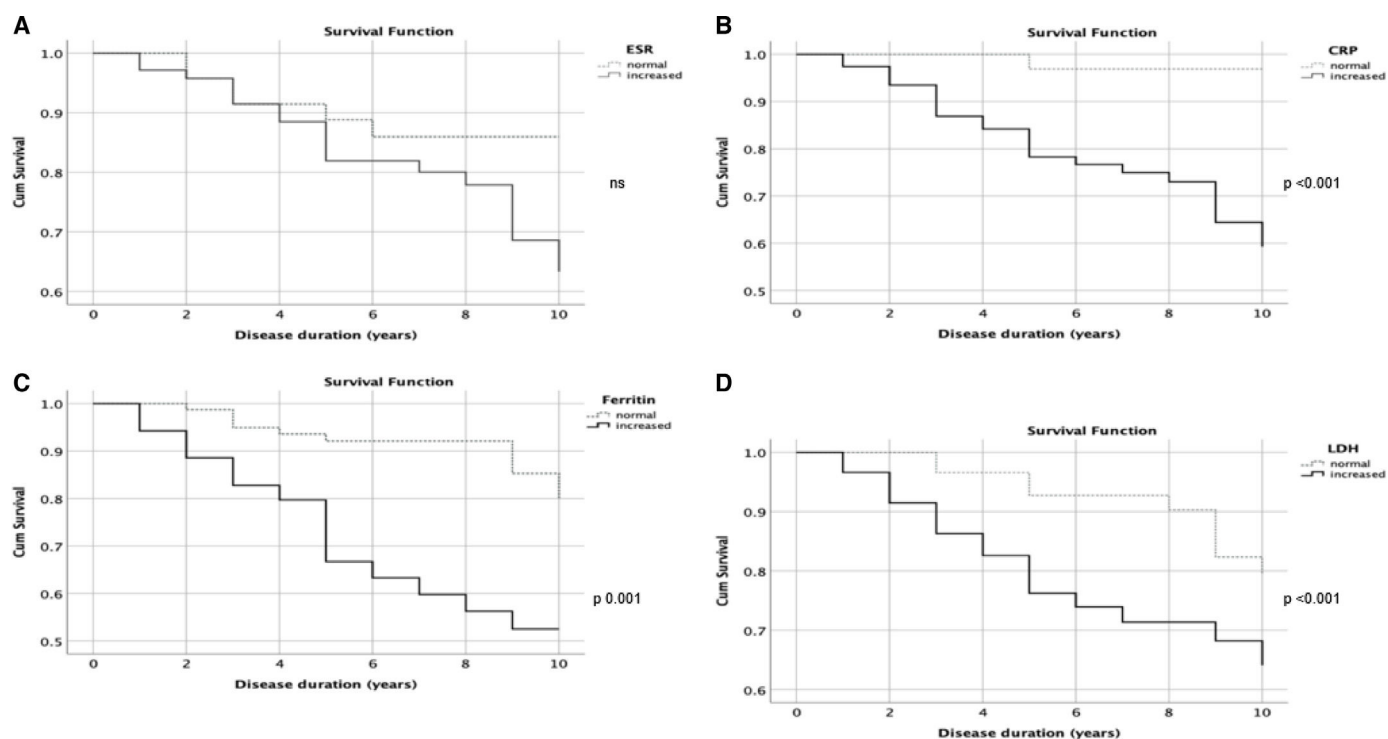 A
Survival Function
ESR
normal
increased
1.0
0.9
0.8
0.7
0.6
Cum Survival
ns
0 2 4 6 8 10
Disease duration (years)
B
Survival Function
CRP
normal
increased
1.0
0.9
0.8
0.7
0.6
0.5
Cum Survival
p <0.001
0 2 4 6 8 10
Disease duration (years)
C
Survival Function
Ferritin
normal
increased
1.0
0.9
0.8
0.7
0.6
0.5
Cum Survival
p 0.001
0 2 4 6 8 10
Disease duration (years)
D
Survival Function
LDH
normal
increased
1.0
0.9
0.8
0.7
0.6
Cum Survival
p <0.001
0 2 4 6 8 10
Disease duration (years)